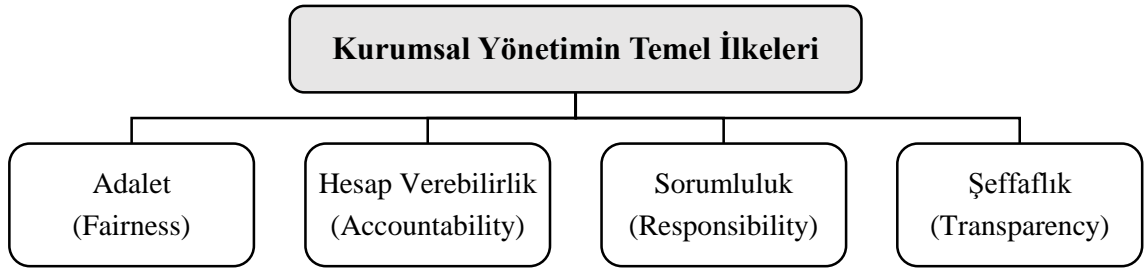 Kurumsal Yönetimin Temel İlkeleri
Adalet
(Fairness)
Hesap Verebilirlik
(Accountability)
Sorumluluk
(Responsibility)
Şeffaflık
(Transparency)